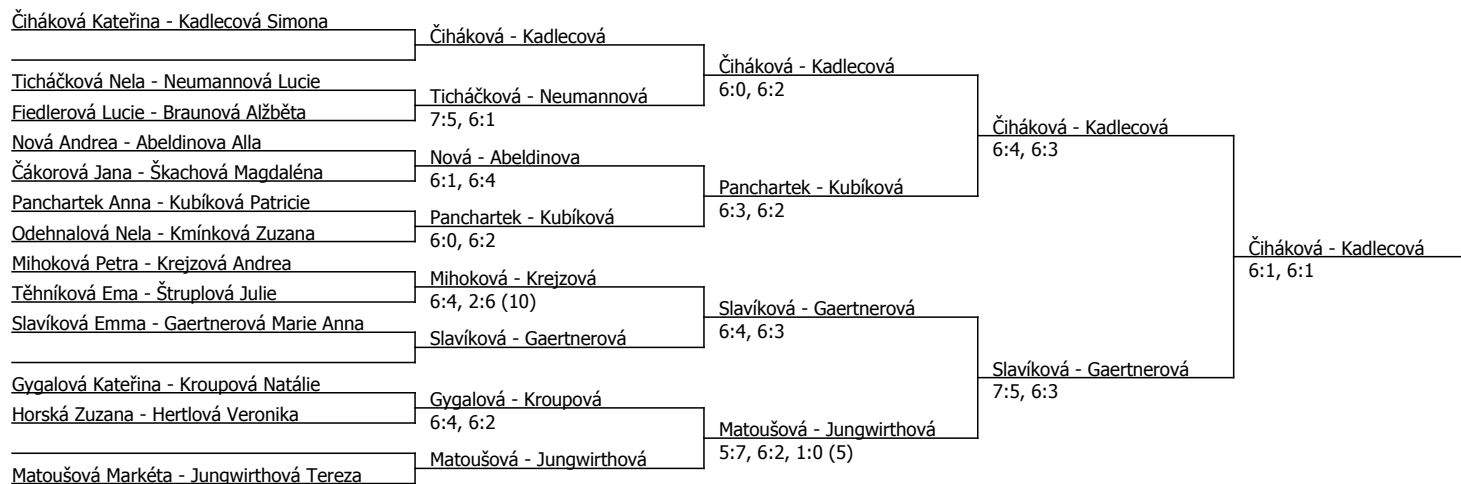 Čiháková Kateřina - Kadlecová Simona
Ticháčková Nela - Neumannová Lucie
Fiedlerová Lucie - Braunová Alžběta
Nová Andrea - Abeldinova Alla
Čákorová Jana - Škachová Magdaléna
Panchartek Anna - Kubíková Patricie
Odehnalová Nela - Kmínková Zuzana
Mihoková Petra - Krejzová Andrea
Těhníková Ema - Štruplová Julie
Slavíková Emma - Gaertnerová Marie Anna
Gygalová Kateřina - Kroupová Natálie
Horská Zuzana - Hertlová Veronika
Matoušová Markéta - Jungwirthová Tereza
Čiháková - Kadlecová
Ticháčková - Neumannová
7:5, 6:1
Nová - Abeldinova
6:1, 6:4
Panchartek - Kubíková
6:0, 6:2
Mihoková - Krejzová
6:4, 2:6 (10)
Slavíková - Gaertnerová
Gygalová - Kroupová
6:4, 6:2
Matoušová - Jungwirthová
Čiháková - Kadlecová
6:0, 6:2
Panchartek - Kubíková
6:3, 6:2
Slavíková - Gaertnerová
6:4, 6:3
Matoušová - Jungwirthová
5:7, 6:2, 1:0 (5)
Čiháková - Kadlecová
6:4, 6:3
Slavíková - Gaertnerová
7:5, 6:3
Čiháková - Kadlecová
6:1, 6:1